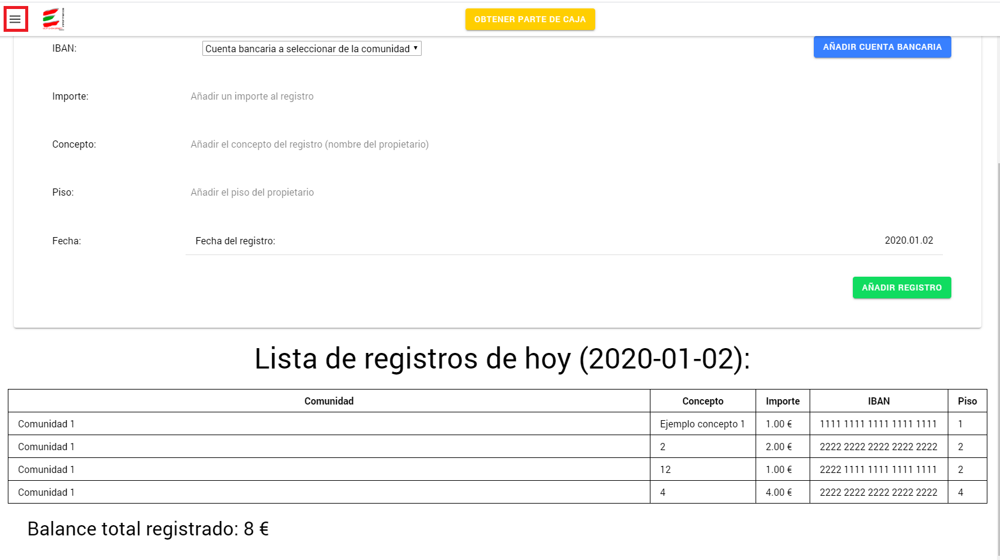 OBTENER PARTE DE CAJA
IBAN: Cuenta bancaria a seleccionar de la comunidad AÑADIR CUENTA BANCARIA
Importe: Añadir un importe al registro
Concepto: Añadir el concepto del registro (nombre del propietario)
Piso: Añadir el piso del propietario
Fecha: Fecha del registro: 2020.01.02
AÑADIR REGISTRO
Lista de registros de hoy (2020-01-02):
Comunidad Concepto Importe IBAN Piso
Comunidad 1 Ejemplo concepto 1 1.00 € 1111 1111 1111 1111 1111 1
Comunidad 1 2 2.00 € 2222 2222 2222 2222 2222 2
Comunidad 1 12 1.00 € 2222 1111 1111 1111 1111 2
Comunidad 1 4 4.00 € 2222 2222 2222 2222 2222 4
Balance total registrado: 8 €